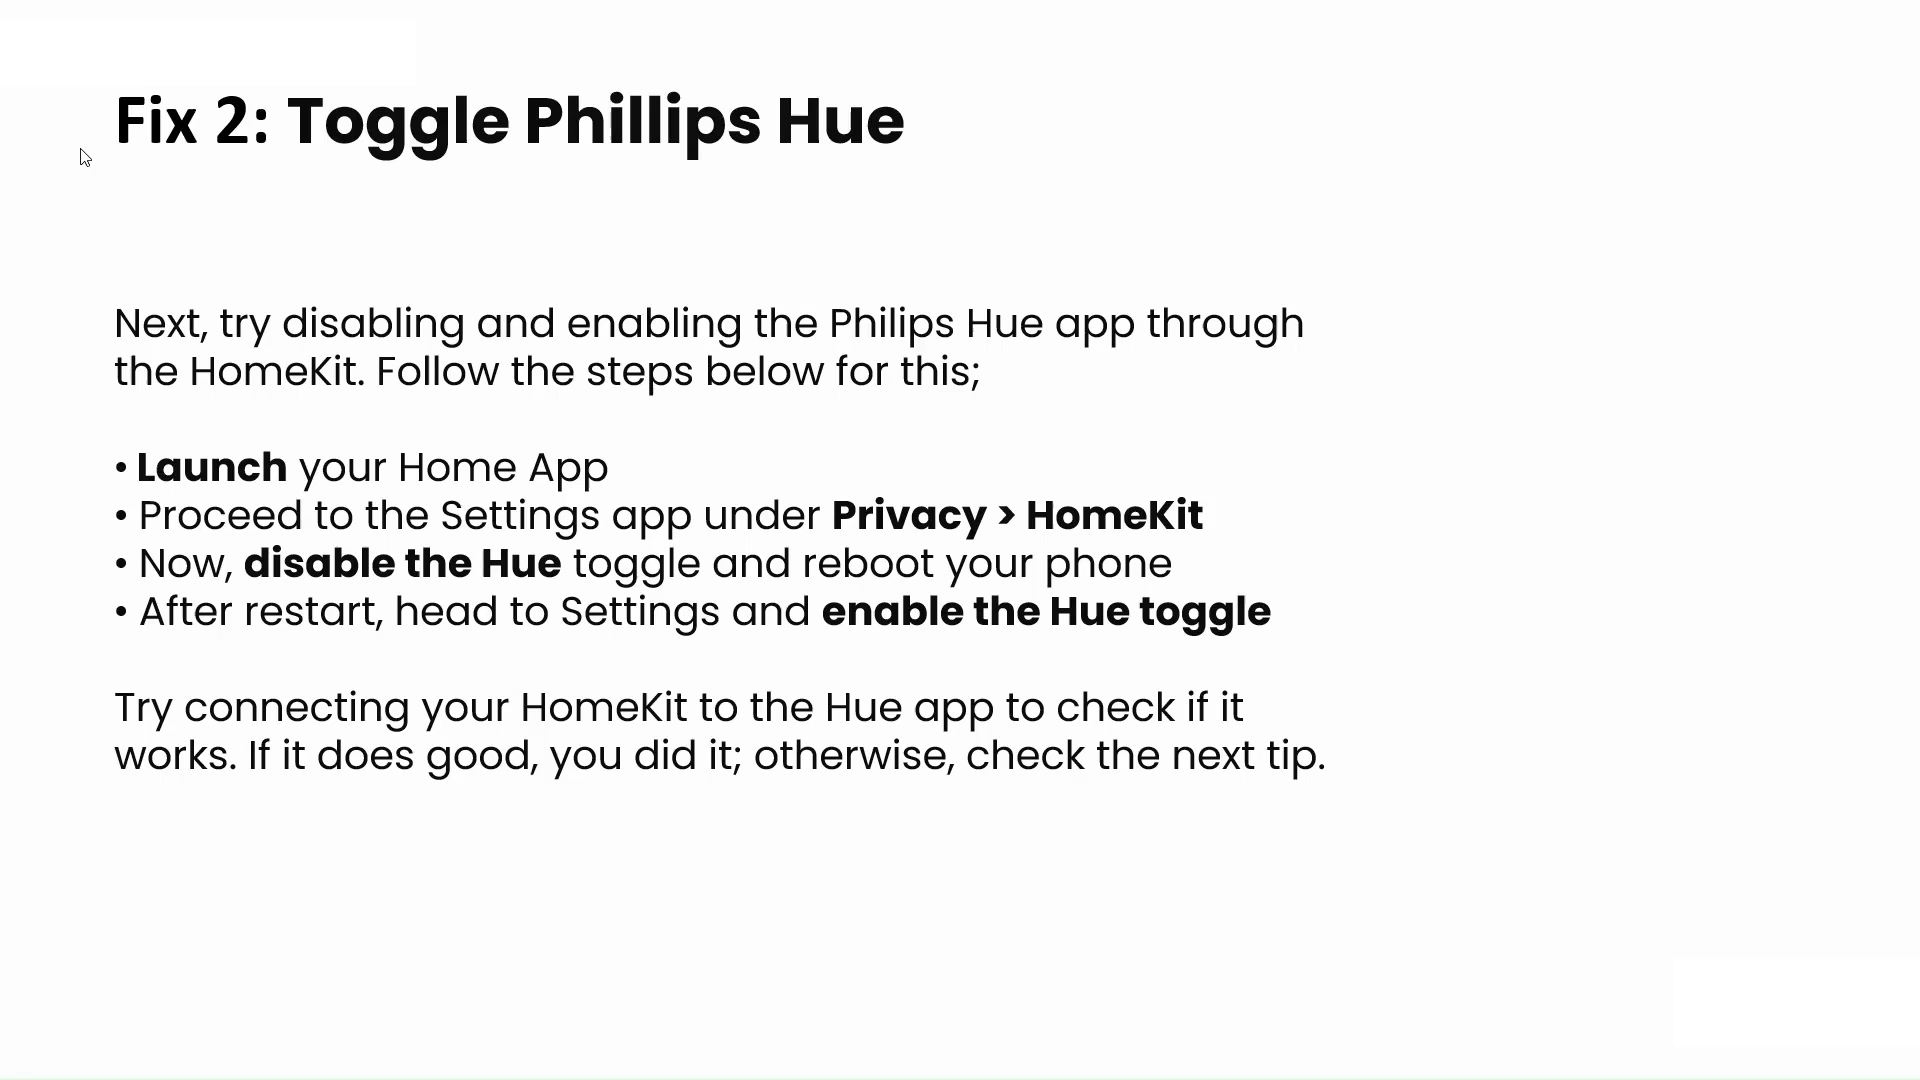 Fix 2: Toggle Phillips Hue
Next, try disabling and enabling the Philips Hue app through
the HomeKit. Follow the steps below for this;
• Launch your Home App
• Proceed to the Settings app under Privacy > HomeKit
• Now, disable the Hue toggle and reboot your phone
• After restart, head to Settings and enable the Hue toggle
Try connecting your HomeKit to the Hue app to check if it
works. If it does good, you did it; otherwise, check the next tip.